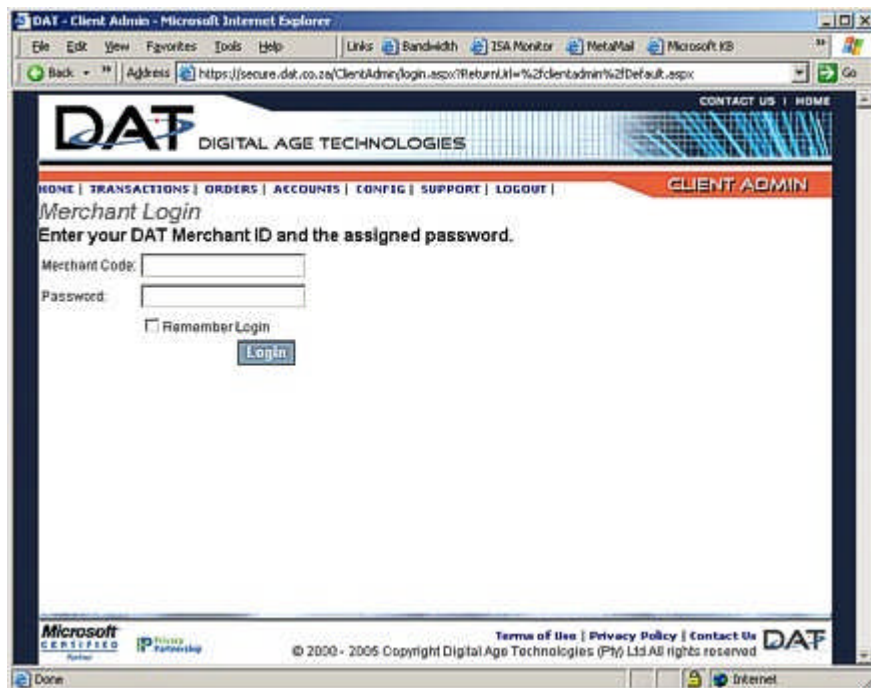 DAT - Client Admin - Microsoft Internet Explorer
File Edit View Favorites Tools Help Links Bandwidth ISA Monitor MetaMail Microsoft KB
Back Address https://secure.dat.co.za/ClientAdmin/login.aspx?ReturnUrl=%2fclientadmin%2fDefault.aspx Go
CONTACT US | HOME
DAT DIGITAL AGE TECHNOLOGIES
HOME | TRANSACTIONS | ORDERS | ACCOUNTS | CONFIG | SUPPORT | LOGOUT |
CLIENT ADMIN
Merchant Login
Enter your DAT Merchant ID and the assigned password.
Merchant Code:
Password:
Remember Login
Login
Microsoft
CERTIFIED
Partner
Privacy
Partnership
Terms of Use | Privacy Policy | Contact Us
© 2000 - 2005 Copyright Digital Age Technologies (Pty) Ltd All rights reserved
DAT
Done Internet